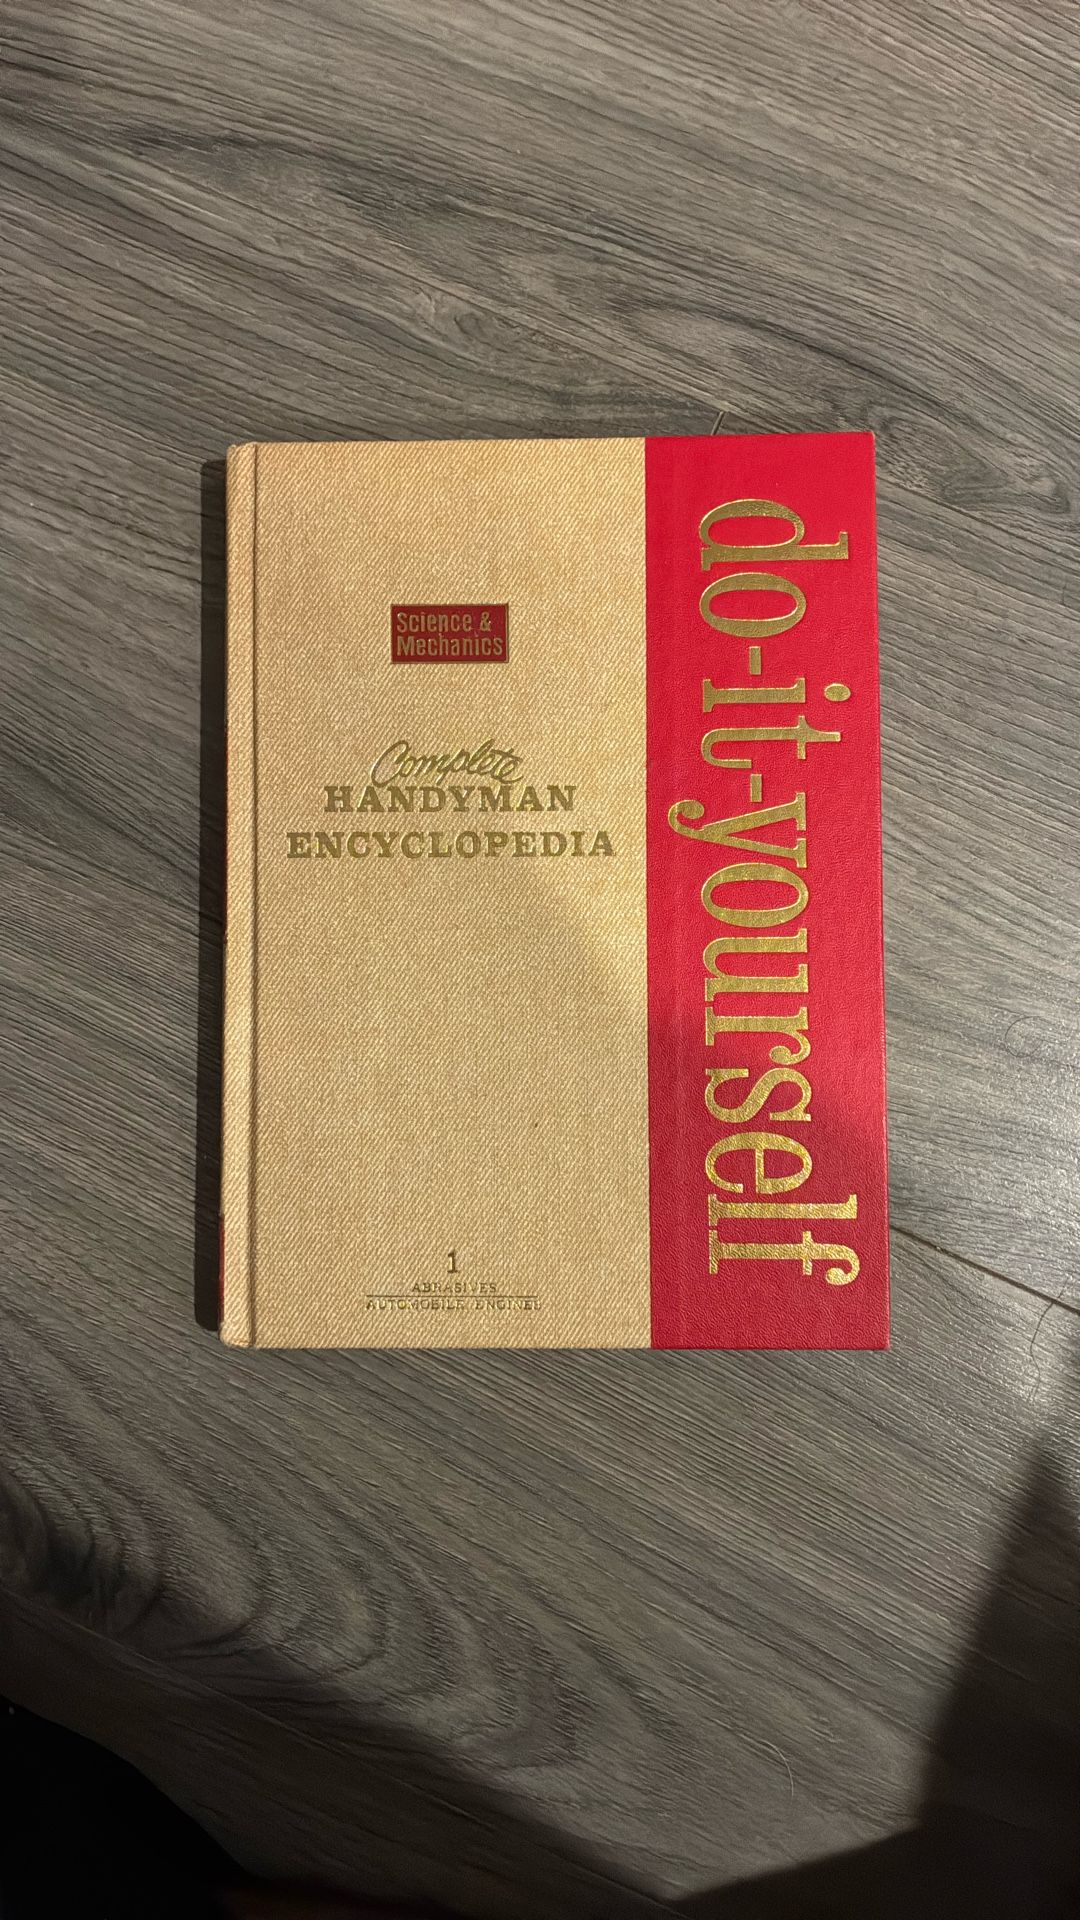 Science &
Mechanics
Complete
HANDYMAN
ENCYCLOPEDIA
1
ABRASIVES
AUTOMOBILE ENGINES
do-it-yourself